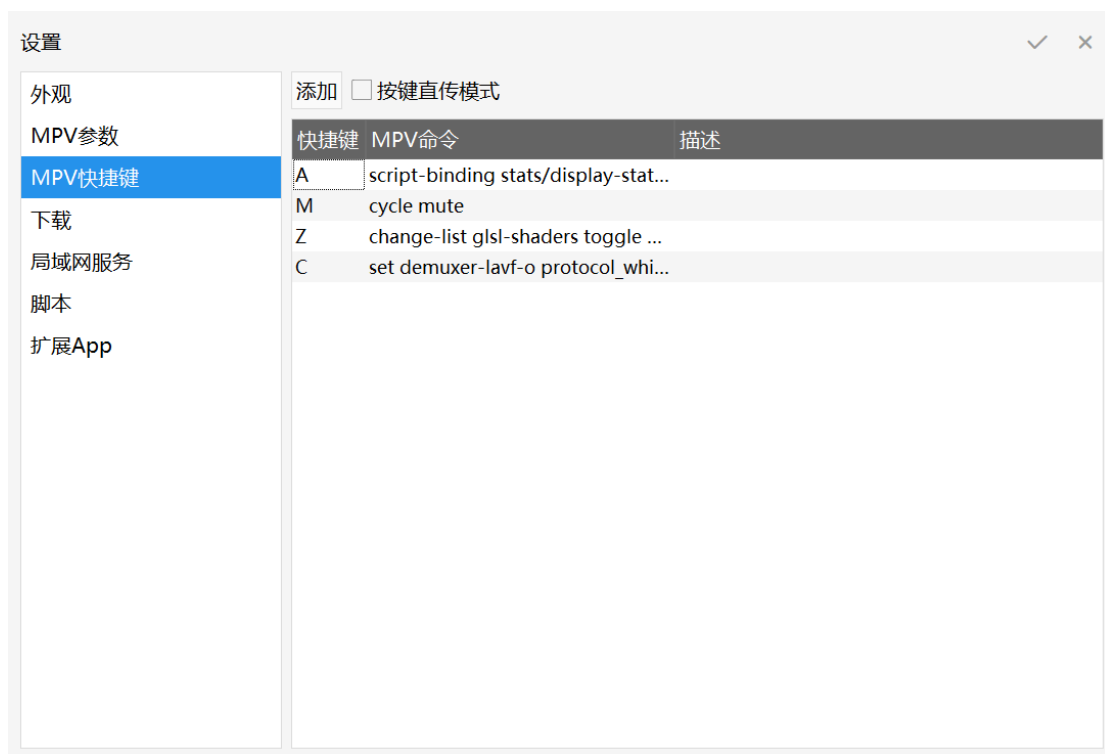 设置
外观
MPV参数
MPV快捷键
下载
局域网服务
脚本
扩展App
添加 按键直传模式
快捷键 MPV命令 描述
A script-binding stats/display-stat...
M cycle mute
Z change-list glsl-shaders toggle ...
C set demuxer-lavf-o protocol_whi...